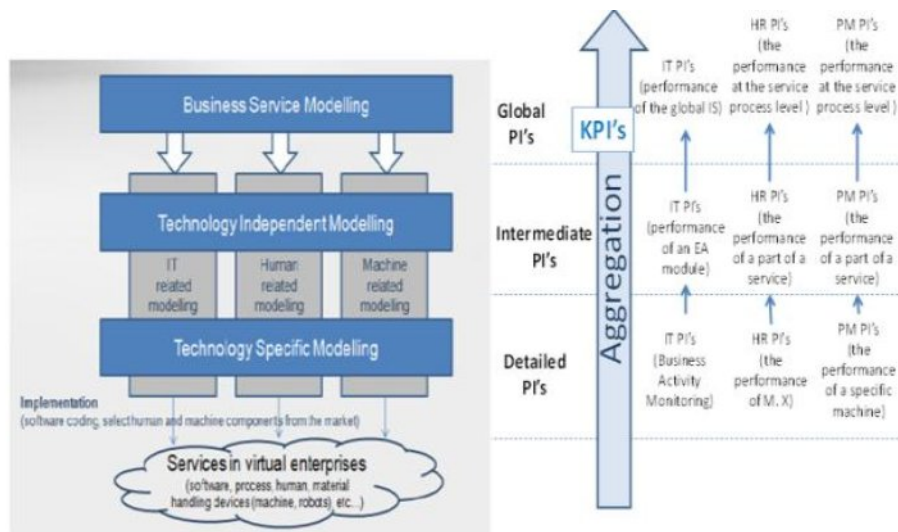 Business Service Modelling
Technology Independent Modelling
IT
related
modelling
Human
related
modelling
Machine
related
modelling
Technology Specific Modelling
Implementation
(software coding, select human and machine components from the market)
Services in virtual enterprises
(software, process, human, material
handling devices (machine, robots), etc...)
Global
PI's
Intermediate
PI's
Detailed
PI's
KPI's
Aggregation
IT PI's
(performance
of the global IS)
HR PI's
(the
performance
at the service
process level )
PM PI's
(the
performance
at the service
process level )
IT PI's
(performance
of an EA
module)
HR PI's
(the
performance
of a part of a
service)
PM PI's
(the
performance
of a part of a
service)
IT PI's
(Business
Activity
Monitoring)
HR PI's
(the
performance
of M. X)
PM PI's
(the
performance
of a specific
machine)